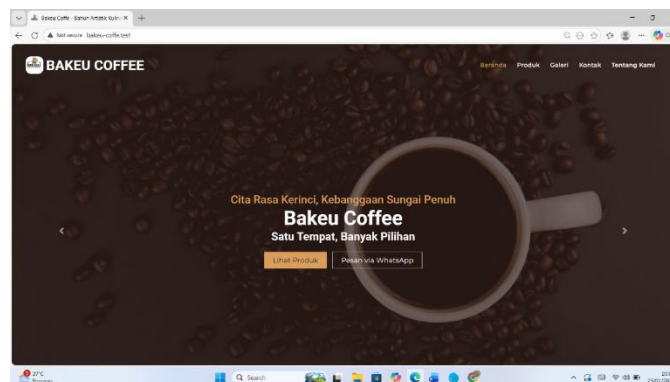 Not secure bakeu-coffe.test
BAKEU COFFEE
Beranda Produk Galeri Kontak Tentang Kami
Cita Rasa Kerinci, Kebanggaan Sungai Penuh
Bakeu Coffee
Satu Tempat, Banyak Pilihan
Lihat Produk Pesan via WhatsApp
27°C
Search